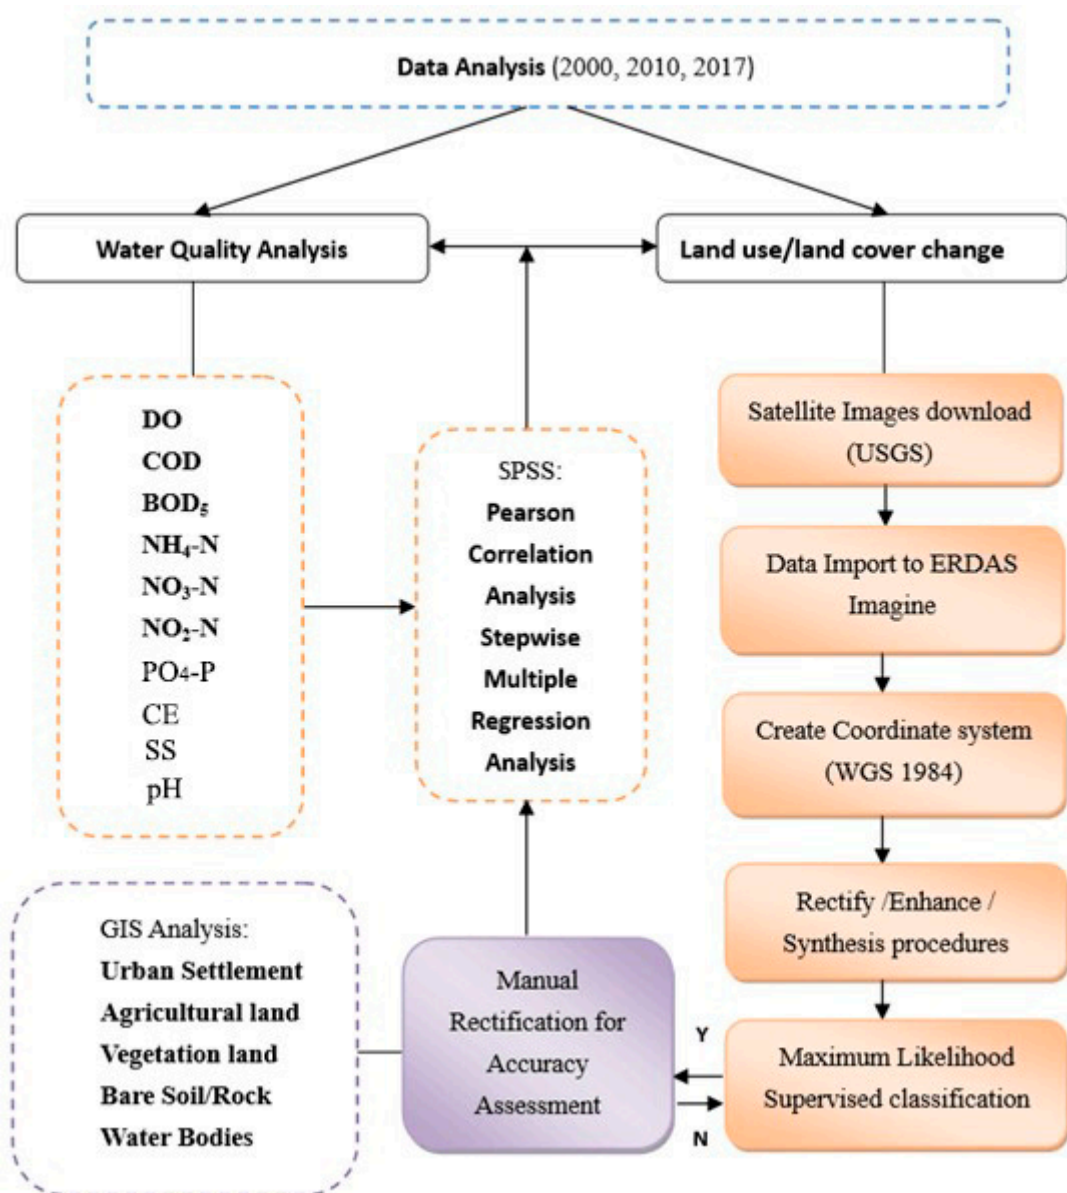 Data Analysis (2000, 2010, 2017)
Water Quality Analysis
Land use/land cover change
DO
COD
BOD₅
NH₄-N
NO₃-N
NO₂-N
PO4-P
CE
SS
pH
SPSS:
Pearson
Correlation
Analysis
Stepwise
Multiple
Regression
Analysis
Satellite Images download
(USGS)
Data Import to ERDAS
Imagine
Create Coordinate system
(WGS 1984)
Rectify /Enhance /
Synthesis procedures
Maximum Likelihood
Supervised classification
Y
N
Manual
Rectification for
Accuracy
Assessment
GIS Analysis:
Urban Settlement
Agricultural land
Vegetation land
Bare Soil/Rock
Water Bodies